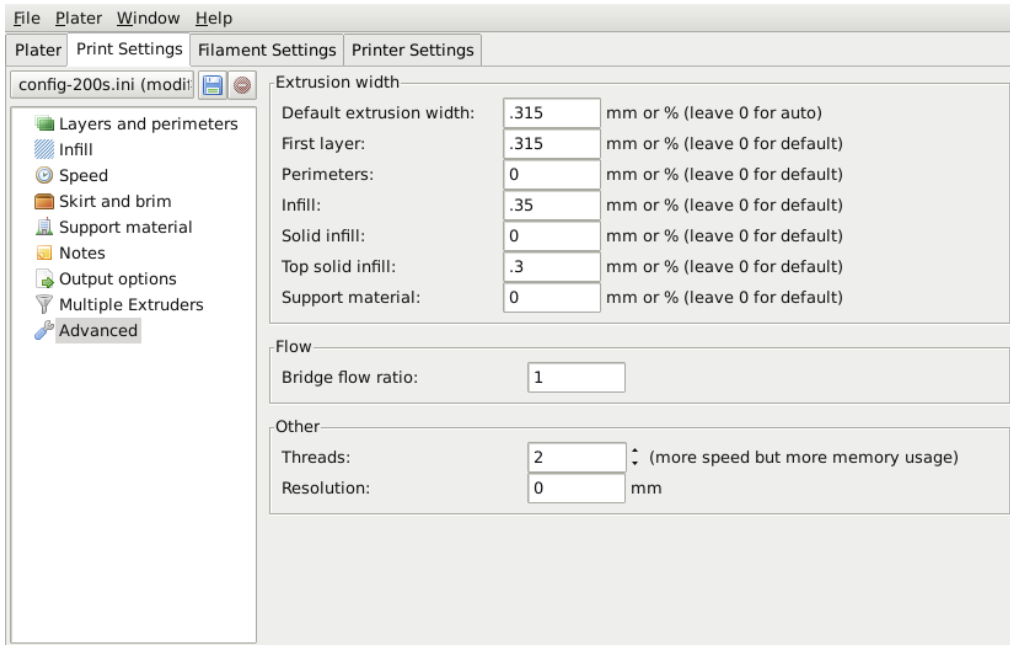 File Plater Window Help
Plater Print Settings Filament Settings Printer Settings
config-200s.ini (modi
Layers and perimeters
Infill
Speed
Skirt and brim
Support material
Notes
Output options
Multiple Extruders
Advanced
Extrusion width
Default extrusion width: .315 mm or % (leave 0 for auto)
First layer: .315 mm or % (leave 0 for default)
Perimeters: 0 mm or % (leave 0 for default)
Infill: .35 mm or % (leave 0 for default)
Solid infill: 0 mm or % (leave 0 for default)
Top solid infill: .3 mm or % (leave 0 for default)
Support material: 0 mm or % (leave 0 for default)
Flow
Bridge flow ratio: 1
Other
Threads: 2 (more speed but more memory usage)
Resolution: 0 mm